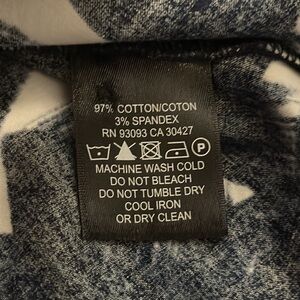 97% COTTON/COTON
3% SPANDEX
RN 93093 CA 30427
P
MACHINE WASH COLD
DO NOT BLEACH
DO NOT TUMBLE DRY
COOL IRON
OR DRY CLEAN